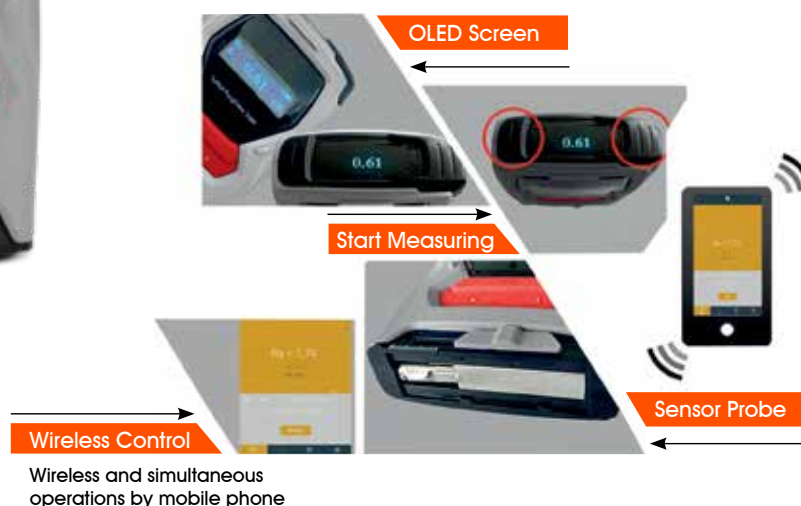 OLED Screen
0.61
0.61
Start Measuring
Sensor Probe
Wireless Control
Wireless and simultaneous
operations by mobile phone